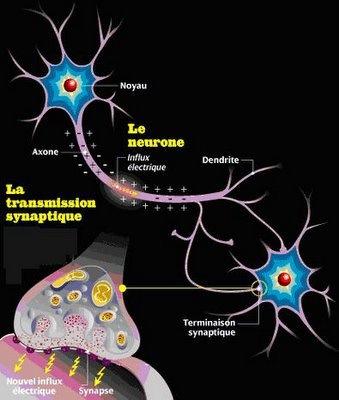 Noyau
Le
neurone
Axone
Influx
électrique
Dendrite
La
transmission
synaptique
Terminaison
synaptique
Nouvel influx
électrique
Synapse